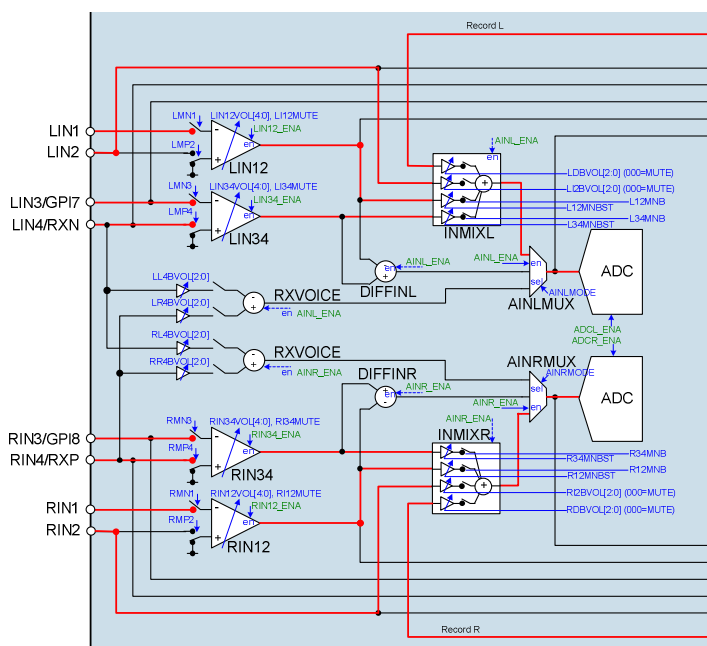 Record L
LMN1 LIN12VOL[4:0], LI12MUTE
LIN12_ENA
LIN1
en
AINL_ENA
LIN2
LMP2
LIN12
en
LDBVOL[2:0] (000=MUTE)
LMN3 LIN34VOL[4:0], LI34MUTE
LI2BVOL[2:0] (000=MUTE)
LIN34_ENA
LIN3/GPI7
L12MNB
LMP4
en
L12MNBST
L34MNB
LIN4/RXN
L34MNBST
LIN34
INMIXL
AINL_ENA
AINL_ENA
en
en
ADC
LL4BVOL[2:0]
DIFFINL
sel
AINLMODE
RXVOICE
AINLMUX
LR4BVOL[2:0]
en AINL_ENA
ADCL_ENA
RL4BVOL[2:0]
ADCR_ENA
RXVOICE
AINRMUX
RR4BVOL[2:0]
DIFFINR
en AINR_ENA
AINRMODE
sel
AINR_ENA
ADC
en
AINR_ENA
en
RMN3 RIN34VOL[4:0], RI34MUTE
AINR_ENA
RIN34_ENA
INMIXR
en
RIN3/GPI8
RMP4
en
R34MNB
RIN4/RXP
R34MNBST
R12MNB
RIN34
R12MNBST
RMN1 RIN12VOL[4:0], RI12MUTE
RI2BVOL[2:0] (000=MUTE)
RIN12_ENA
RIN1
RDBVOL[2:0] (000=MUTE)
RMP2
en
RIN2
RIN12
Record R